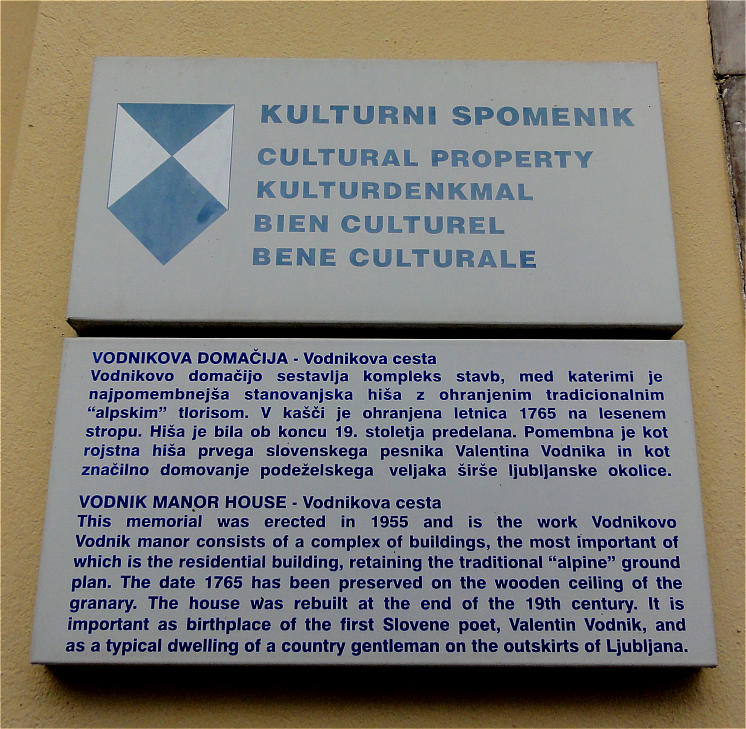 KULTURNI SPOMENIK
CULTURAL PROPERTY
KULTURDENKMAL
BIEN CULTUREL
BENE CULTURALE
VODNIKOVA DOMAČIJA - Vodnikova cesta
Vodnikovo domačijo sestavlja kompleks stavb, med katerimi je
najpomembnejša stanovanjska hiša z ohranjenim tradicionalnim
“alpskim” tlorisom. V kašči je ohranjena letnica 1765 na lesenem
stropu. Hiša je bila ob koncu 19. stoletja predelana. Pomembna je kot
rojstna hiša prvega slovenskega pesnika Valentina Vodnika in kot
značilno domovanje podeželskega veljaka širše ljubljanske okolice.
VODNIK MANOR HOUSE - Vodnikova cesta
This memorial was erected in 1955 and is the work Vodnikovo
Vodnik manor consists of a complex of buildings, the most important of
which is the residential building, retaining the traditional “alpine” ground
plan. The date 1765 has been preserved on the wooden ceiling of the
granary. The house was rebuilt at the end of the 19th century. It is
important as birthplace of the first Slovene poet, Valentin Vodnik, and
as a typical dwelling of a country gentleman on the outskirts of Ljubljana.